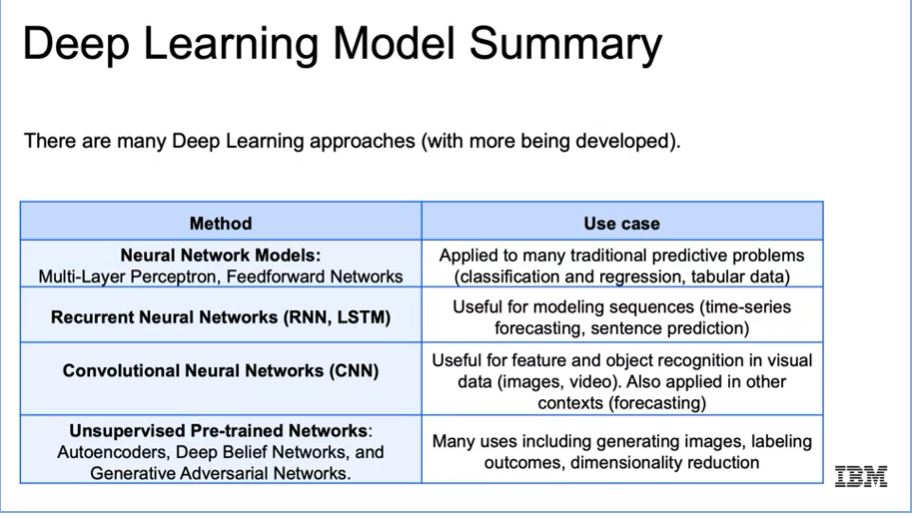 Deep Learning Model Summary
There are many Deep Learning approaches (with more being developed).
Method
Use case
Neural Network Models:
Multi-Layer Perceptron, Feedforward Networks
Applied to many traditional predictive problems
(classification and regression, tabular data)
Recurrent Neural Networks (RNN, LSTM)
Useful for modeling sequences (time-series
forecasting, sentence prediction)
Convolutional Neural Networks (CNN)
Useful for feature and object recognition in visual
data (images, video). Also applied in other
contexts (forecasting)
Unsupervised Pre-trained Networks:
Autoencoders, Deep Belief Networks, and
Generative Adversarial Networks.
Many uses including generating images, labeling
outcomes, dimensionality reduction
IBM